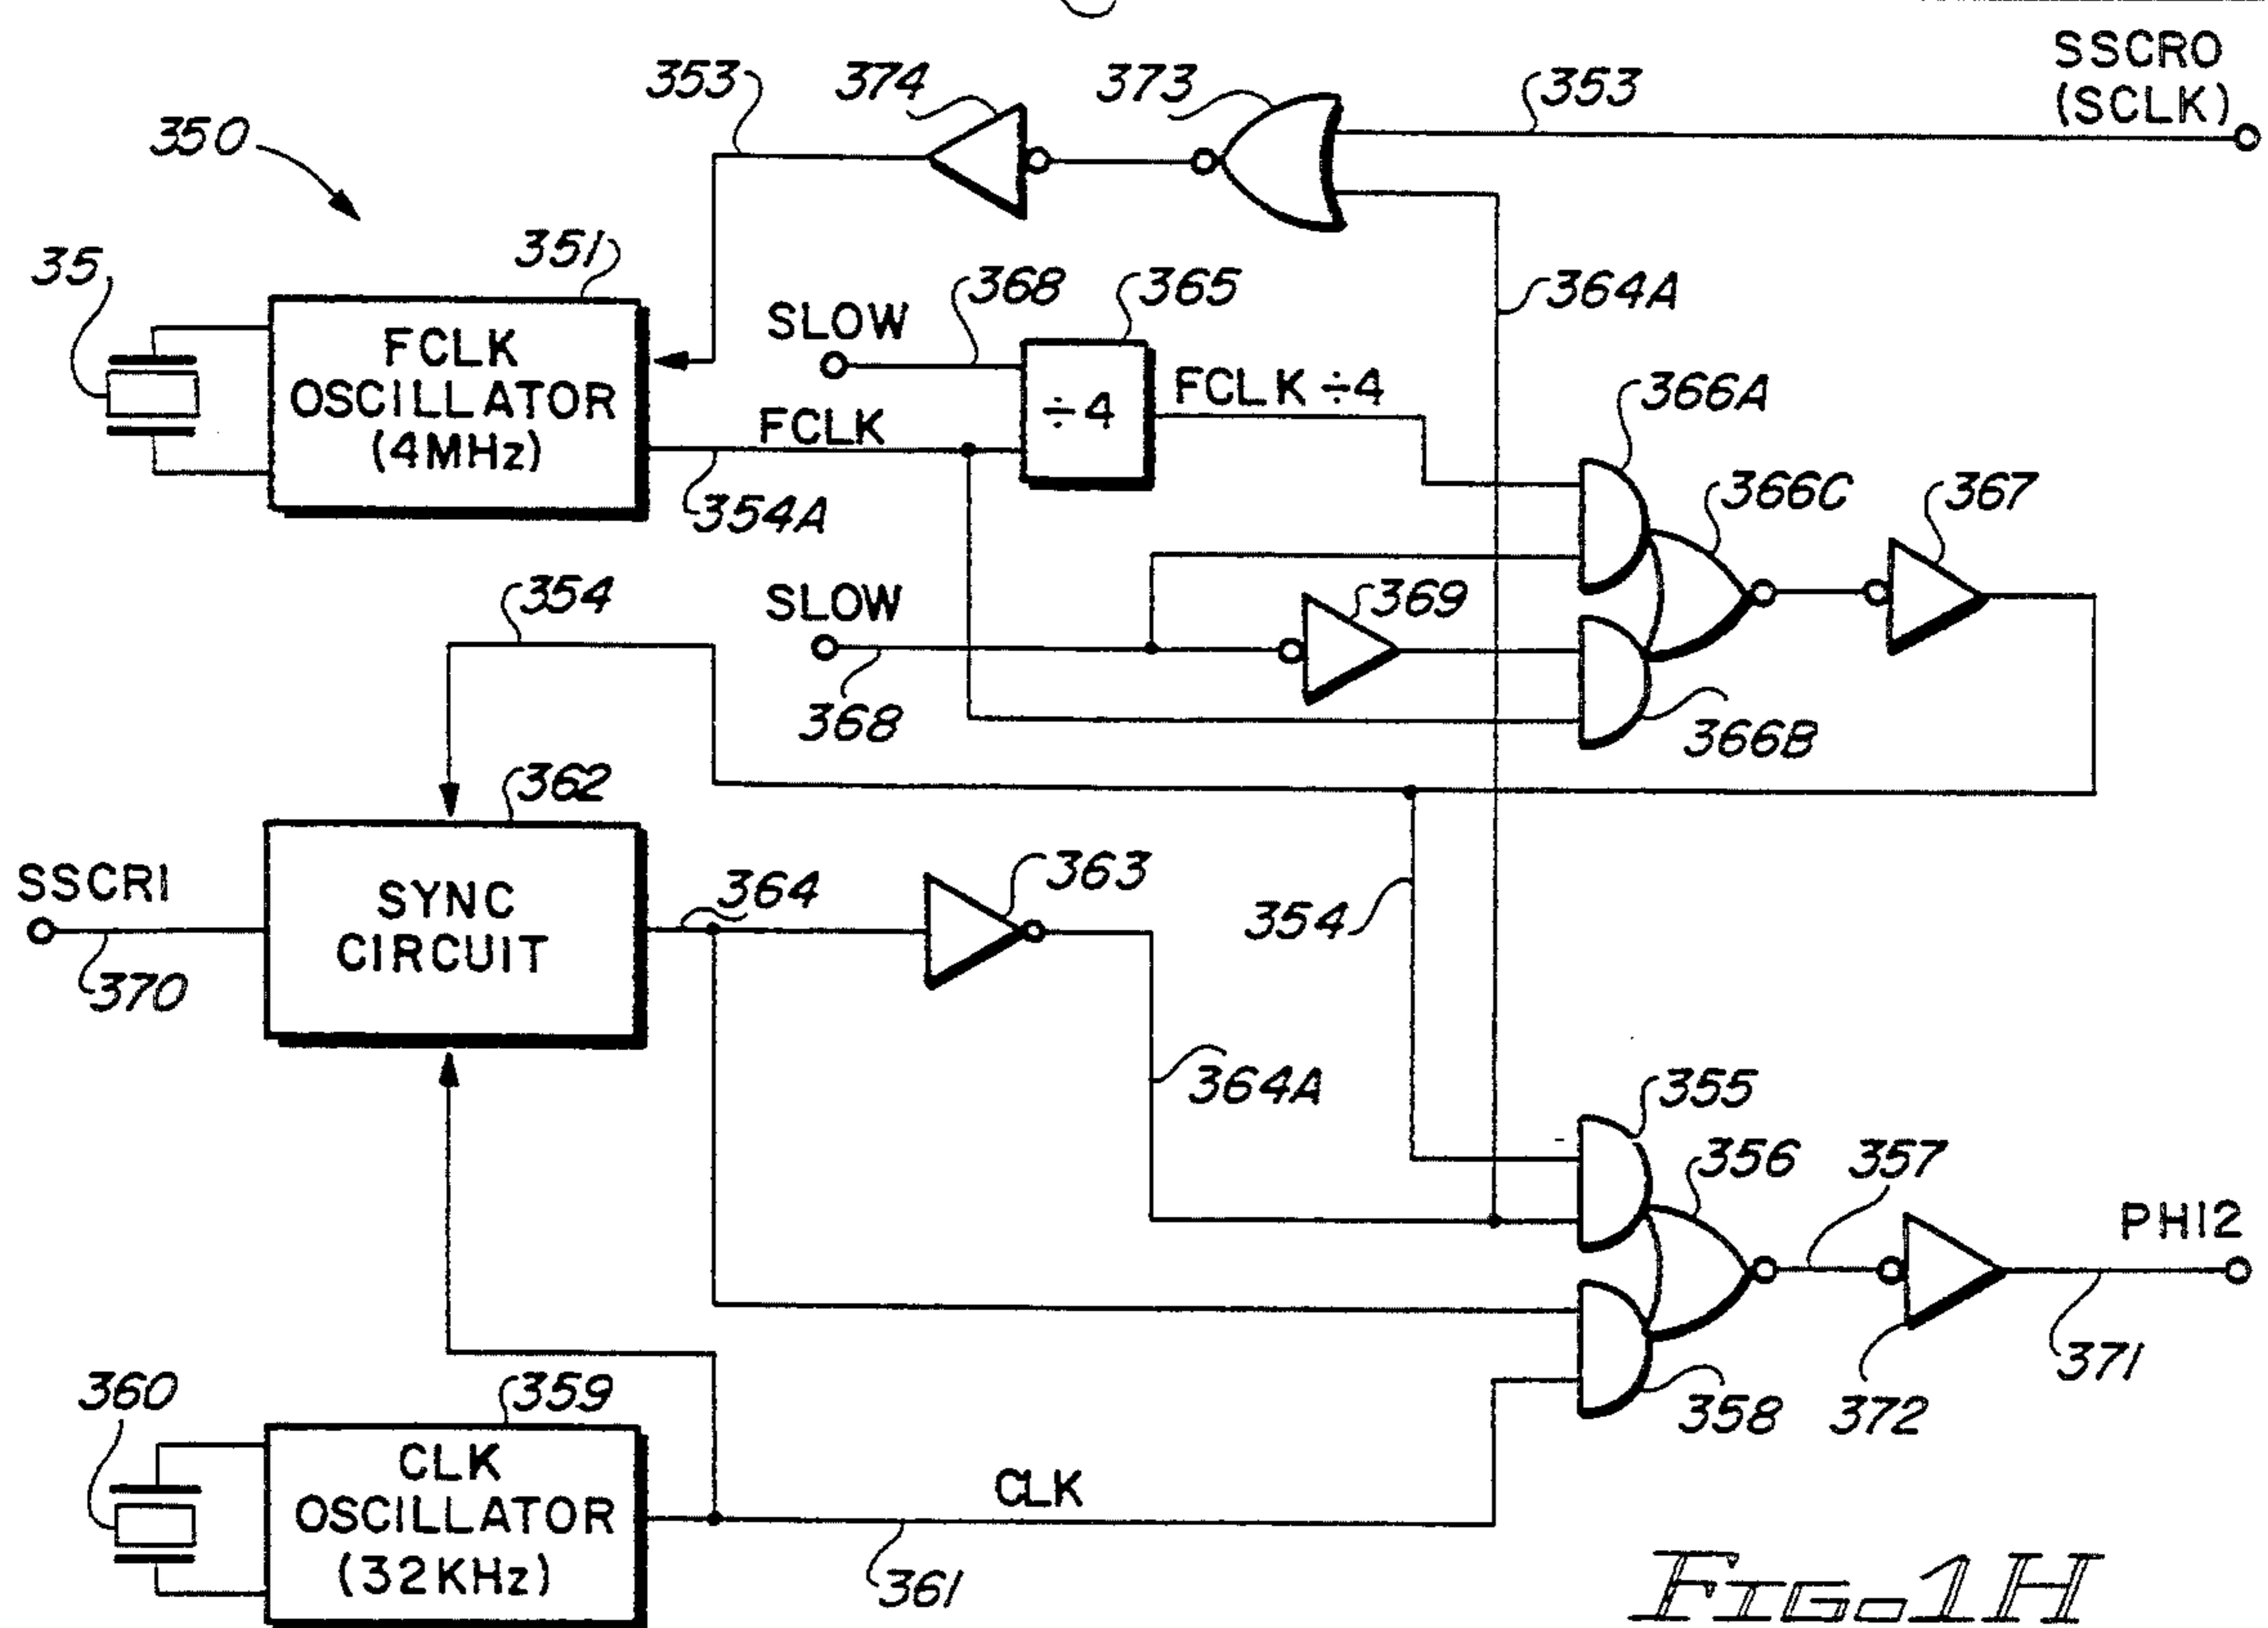 SSCRO
(SCLK)
353
374
373
353
350
35
351
FCLK
OSCILLATOR
(4MHz)
SLOW
368
365
364A
÷4
FCLK ÷4
FCLK
354A
366A
366C
367
354
SLOW
369
368
366B
362
SSCRI
370
SYNC
CIRCUIT
364
363
354
364A
355
356
357
PHI2
371
372
358
360
359
CLK
OSCILLATOR
(32KHz)
CLK
361
FIG. 1H